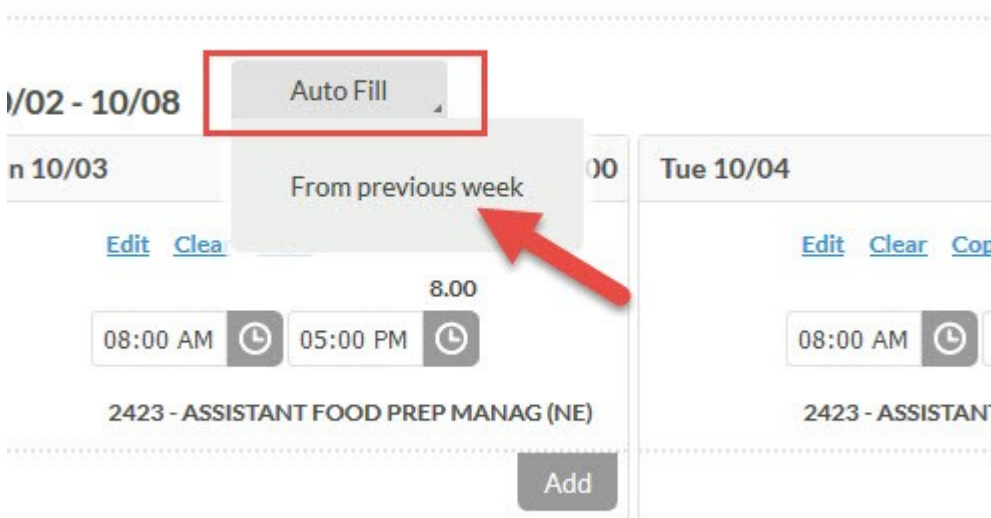 /02 - 10/08 Auto Fill
n 10/03 00 Tue 10/04
From previous week
Edit Clea Edit Clear Cop
8.00
08:00 AM 05:00 PM 08:00 AM
2423 - ASSISTANT FOOD PREP MANAG (NE) 2423 - ASSISTAN
Add